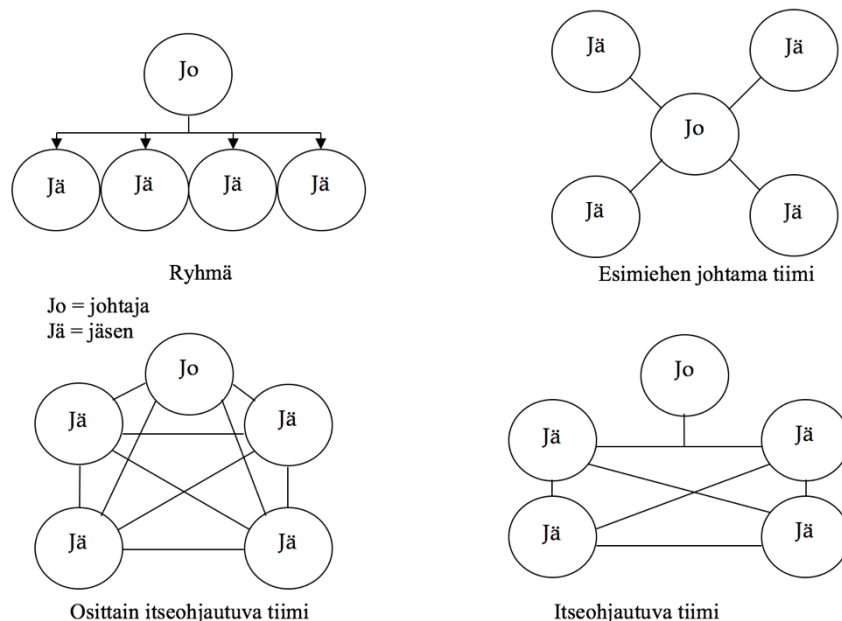 Jo
Jä Jä Jä Jä
Ryhmä
Jä Jä
Jo
Jä Jä
Esimiehen johtama tiimi
Jo = johtaja
Jä = jäsen
Jo
Jä Jä
Jä Jä
Osittain itseohjautuva tiimi
Jo
Jä Jä
Jä Jä
Itseohjautuva tiimi